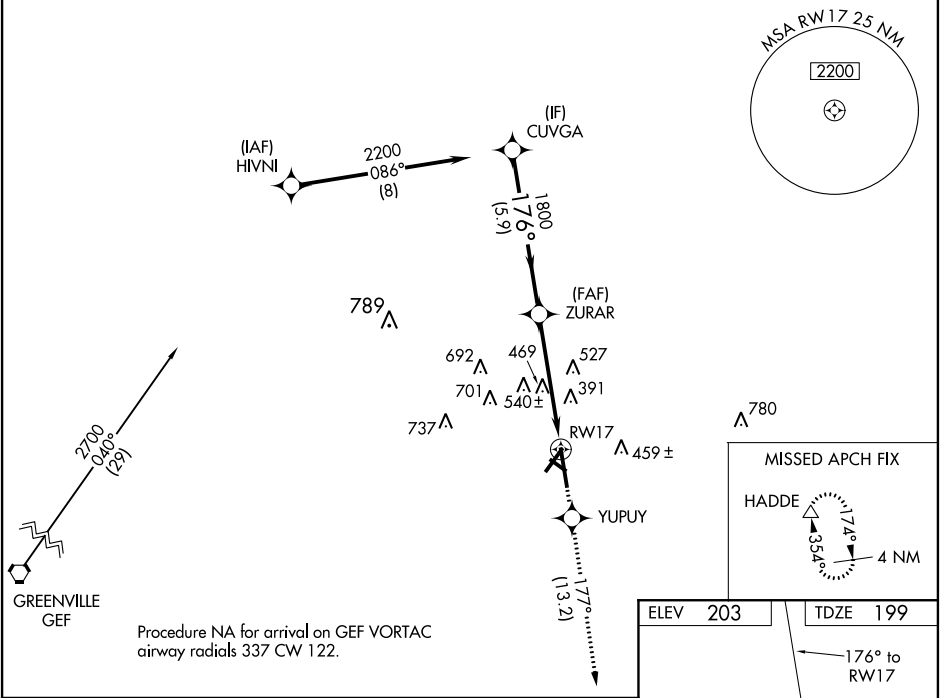 MSA RW17 25 NM
2200
(IF)
CUVGA
(IAF)
HIVNI
2200
086°
(8)
1800
176°
(5.9)
(FAF)
ZURAR
789
692
469
527
701
540±
391
737
780
RW17
459±
2700
040°
(29)
MISSED APCH FIX
HADDE
174°
354°
4 NM
YUPUY
GREENVILLE
GEF
177°
(13.2)
Procedure NA for arrival on GEF VORTAC
airway radials 337 CW 122.
ELEV 203
TDZE 199
176° to
RW17